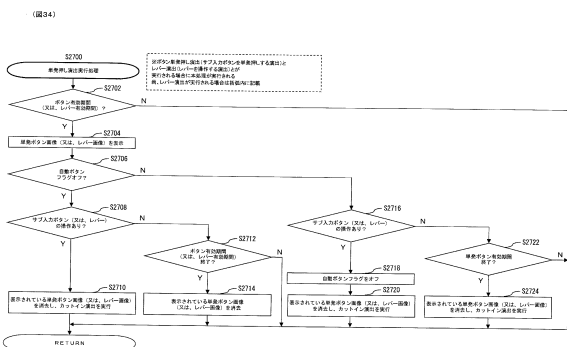 (図34)
S2700
単発押し演出実行処理
※ボタン単発押し演出(サブ入力ボタンを単発押しする演出)と
レバー演出(レバーを操作する演出)とが
実行される場合に本処理が実行される
尚、レバー演出が実行される場合は括弧内に記載
S2702
ボタン有効期間
(又は、レバー有効期間)?
N
Y
S2704
単発ボタン画像(又は、レバー画像)を表示
S2706
自動ボタン
フラグオフ?
N
Y
S2708
サブ入力ボタン(又は、レバー)
の操作あり?
N
Y
S2712
ボタン有効期間
(又は、レバー有効期間)
終了?
N
Y
S2716
サブ入力ボタン(又は、レバー)
の操作あり?
N
Y
S2722
単発ボタン有効期間
終了?
N
Y
S2718
自動ボタンフラグをオフ
S2710
表示されている単発ボタン画像(又は、レバー画像)
を消去し、カットイン演出を実行
S2714
表示されている単発ボタン画像
(又は、レバー画像)を消去
S2720
表示されている単発ボタン画像(又は、レバー画像)
を消去し、カットイン演出を実行
S2724
表示されている単発ボタン画像(又は、レバー画像)
を消去し、カットイン演出を実行
RETURN